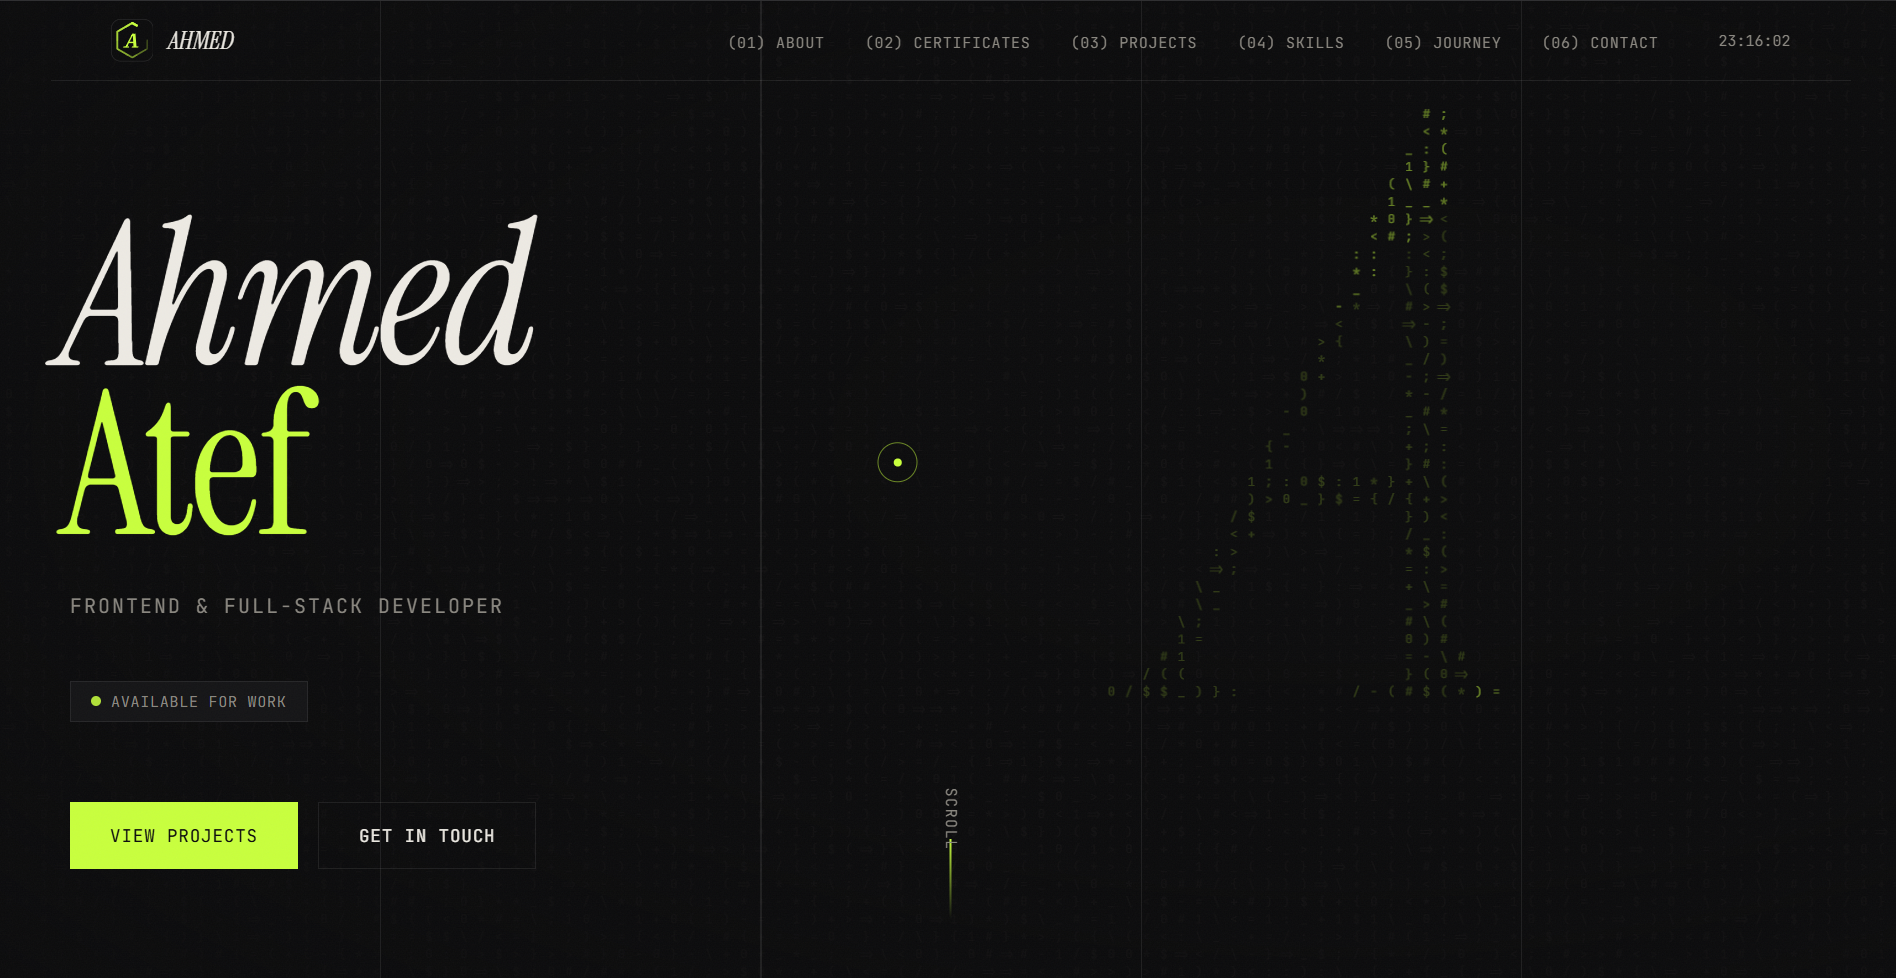 A AHMED
(01) ABOUT (02) CERTIFICATES (03) PROJECTS (04) SKILLS (05) JOURNEY (06) CONTACT 23:16:02
Ahmed
Atef
FRONTEND & FULL-STACK DEVELOPER
AVAILABLE FOR WORK
VIEW PROJECTS GET IN TOUCH
SCROLL